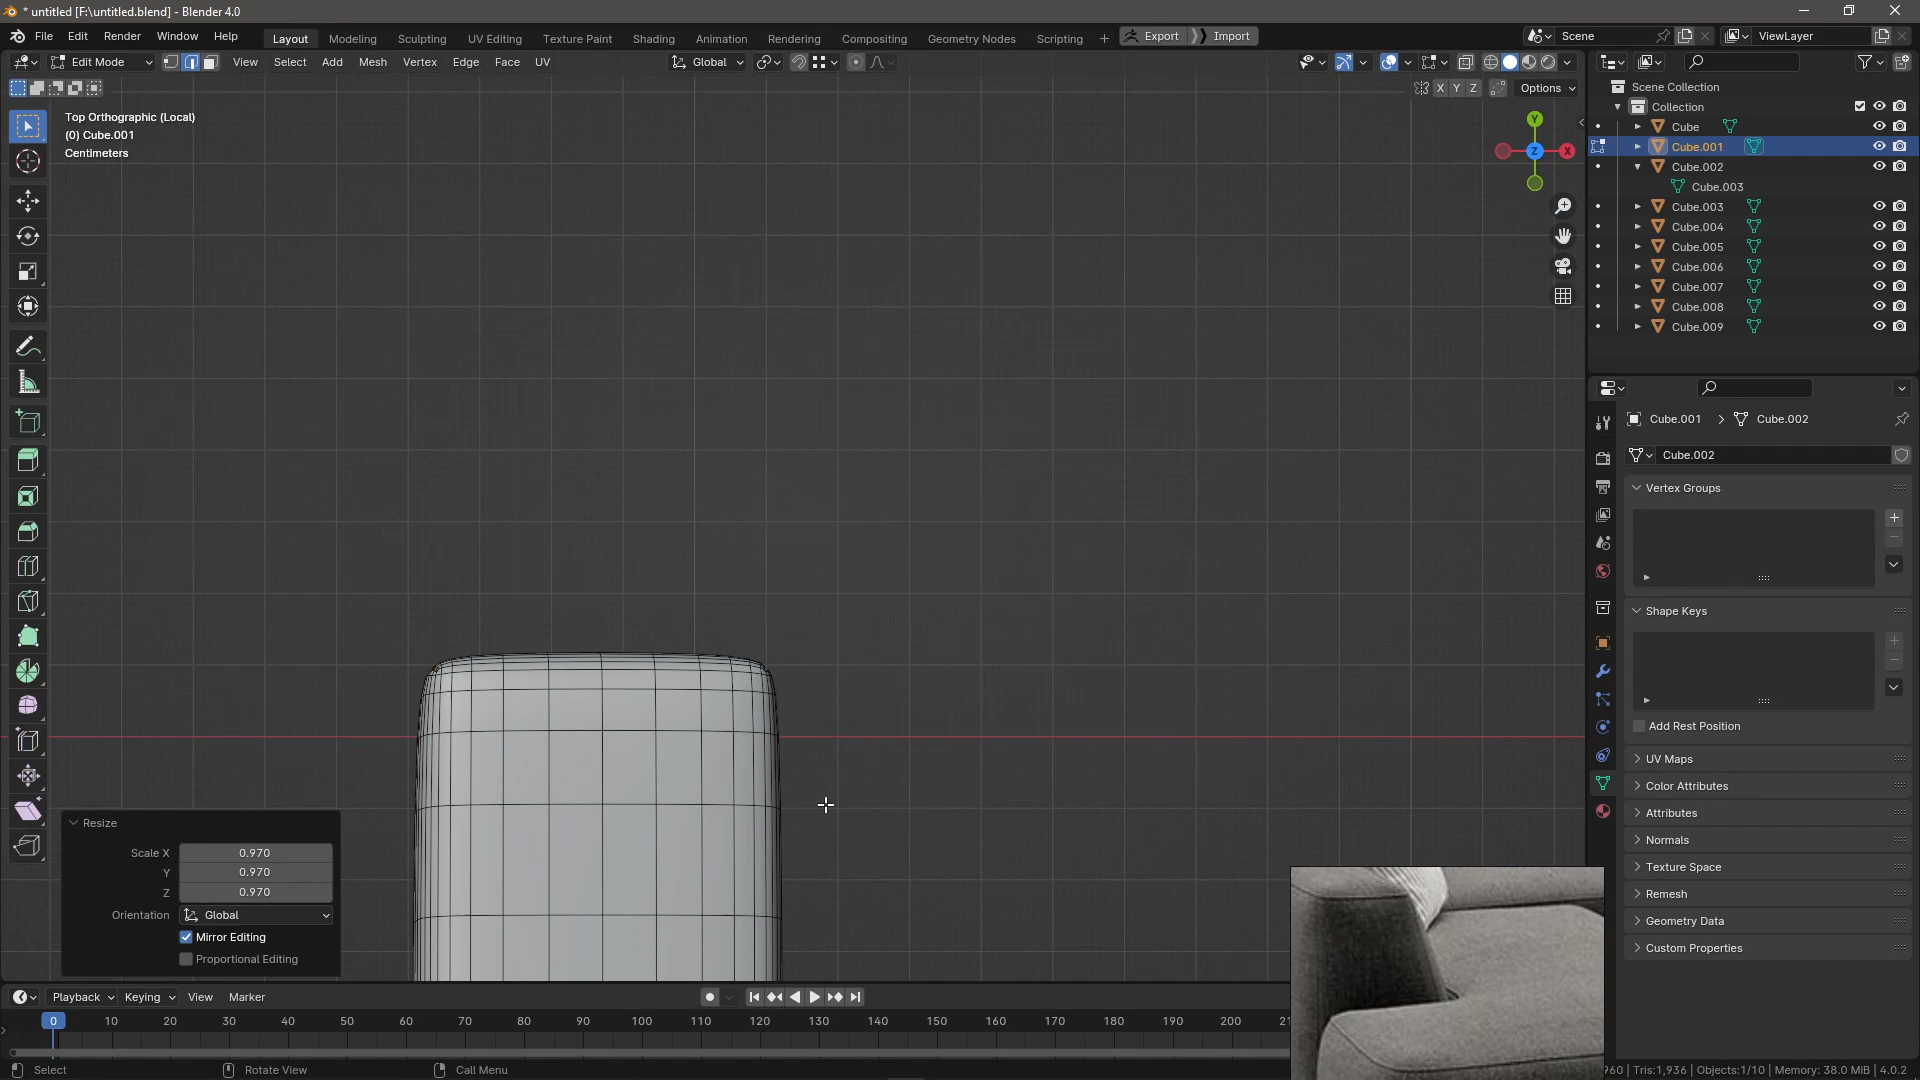 * untitled [F:\untitled.blend] - Blender 4.0
File Edit Render Window Help
Layout Modeling Sculpting UV Editing Texture Paint Shading Animation Rendering Compositing Geometry Nodes Scripting +
Export Import
Scene
ViewLayer
Edit Mode
View Select Add Mesh Vertex Edge Face UV
Global
X Y Z
Options
Top Orthographic (Local)
(0) Cube.001
Centimeters
Y
Z
X
Scene Collection
Collection
Cube
Cube.001
Cube.002
Cube.003
Cube.003
Cube.004
Cube.005
Cube.006
Cube.007
Cube.008
Cube.009
Cube.001 > Cube.002
Cube.002
Vertex Groups
Shape Keys
Add Rest Position
UV Maps
Color Attributes
Attributes
Normals
Texture Space
Remesh
Geometry Data
Custom Properties
Resize
Scale X 0.970
Y 0.970
Z 0.970
Orientation Global
Mirror Editing
Proportional Editing
Playback Keying View Marker
0 10 20 30 40 50 60 70 80 90 100 110 120 130 140 150 160 170 180 190 200
Select Rotate View Call Menu
960 | Tris:1,936 | Objects:1/10 | Memory: 38.0 MiB | 4.0.2